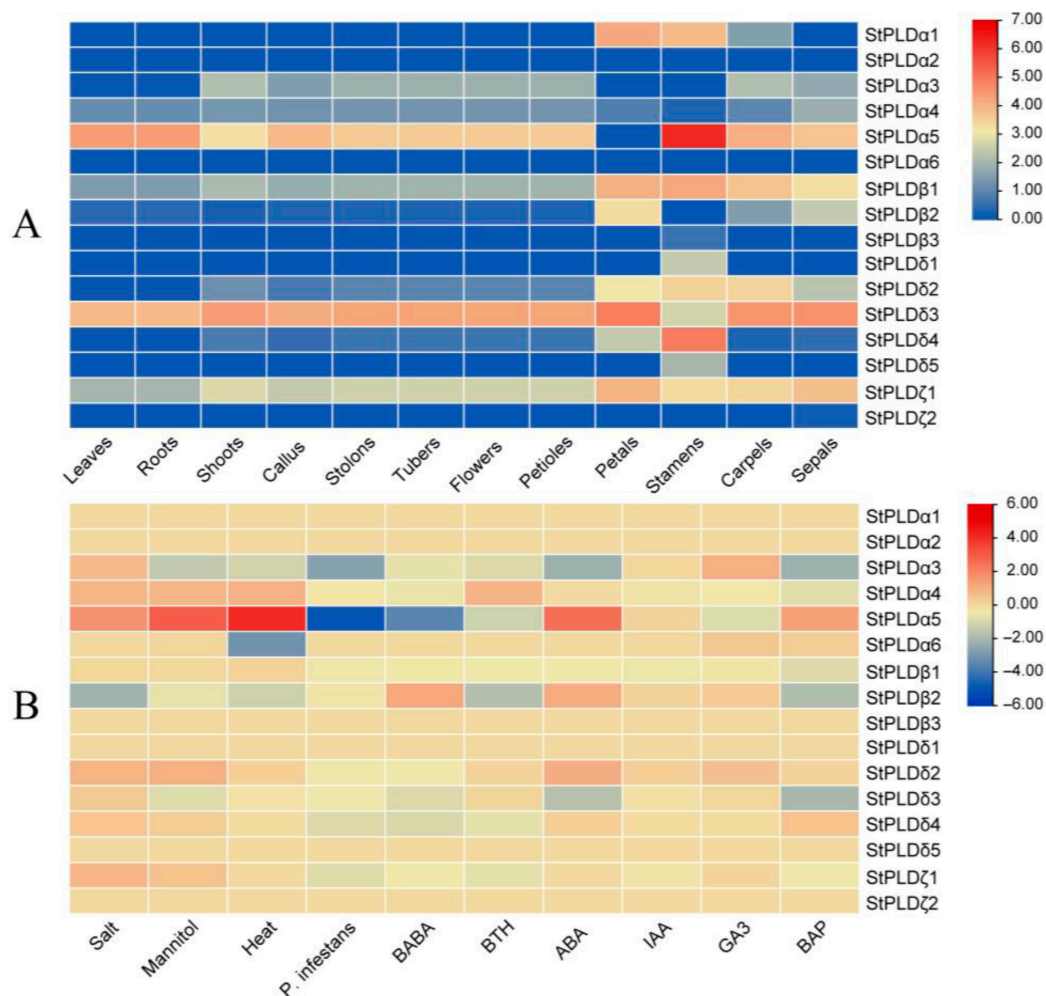 A
StPLDα1
StPLDα2
StPLDα3
StPLDα4
StPLDα5
StPLDα6
StPLDβ1
StPLDβ2
StPLDβ3
StPLDδ1
StPLDδ2
StPLDδ3
StPLDδ4
StPLDδ5
StPLDζ1
StPLDζ2
7.00
6.00
5.00
4.00
3.00
2.00
1.00
0.00
Leaves
Roots
Shoots
Callus
Stolons
Tubers
Flowers
Petioles
Petals
Stamens
Carpels
Sepals
B
StPLDα1
StPLDα2
StPLDα3
StPLDα4
StPLDα5
StPLDα6
StPLDβ1
StPLDβ2
StPLDβ3
StPLDδ1
StPLDδ2
StPLDδ3
StPLDδ4
StPLDδ5
StPLDζ1
StPLDζ2
6.00
4.00
2.00
0.00
−2.00
−4.00
−6.00
Salt
Mannitol
Heat
P. infestans
BABA
BTH
ABA
IAA
GA3
BAP